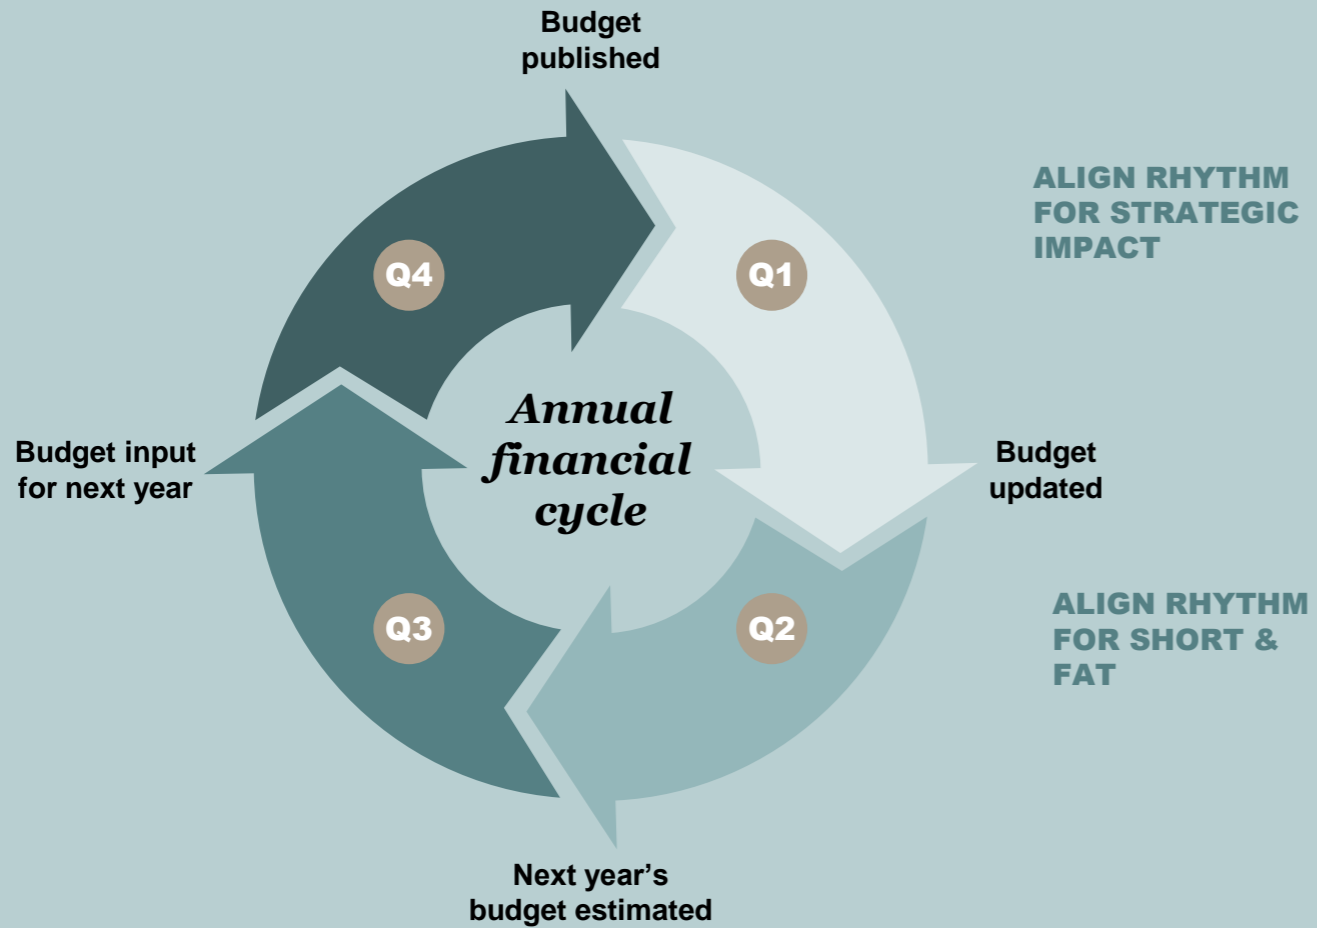 Budget
published
ALIGN RHYTHM
FOR STRATEGIC
IMPACT
Q4
Q1
Annual
financial
cycle
Budget input
for next year
Budget
updated
Q3
Q2
ALIGN RHYTHM
FOR SHORT &
FAT
Next year’s
budget estimated